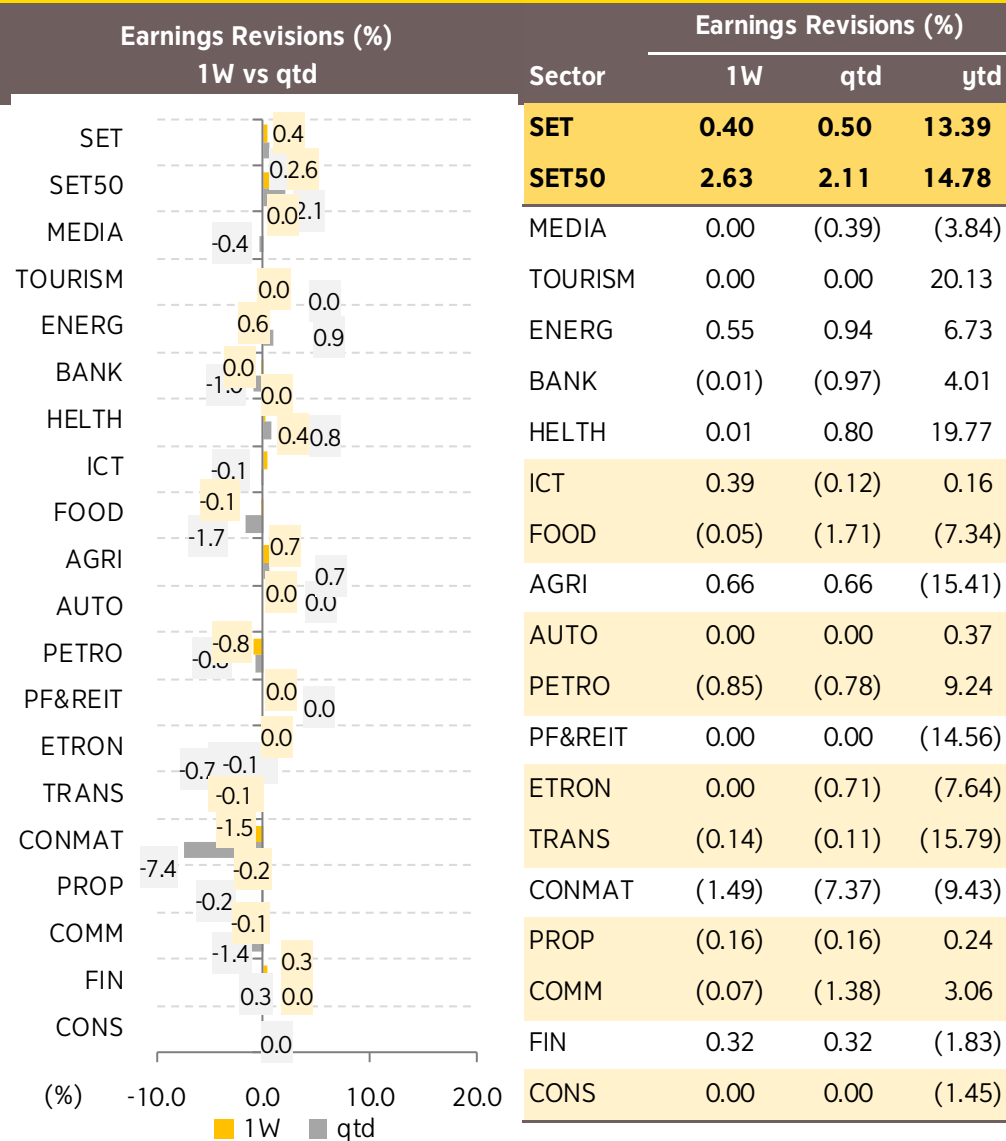 Earnings Revisions (%)
1W vs qtd
SET
0.4
0.
2.6
SET50
2.1
0.0
MEDIA
-0.4
TOURISM
0.0
0.0
ENERG
0.6
0.9
BANK
0.0
0.0
HELTH
0.4
0.8
ICT
-0.1
FOOD
-0.1
-1.7
AGRI
0.7
0.7
AUTO
0.0
0.0
PETRO
-0.8
PF&REIT
0.0
0.0
ETRON
0.0
-0.7
-0.1
TRANS
-0.1
CONMAT
-1.5
-7.4
-0.2
PROP
-0.2
COMM
-0.1
-1.4
FIN
0.3
0.3
0.0
CONS
0.0
(%)
-10.0 0.0 10.0 20.0
1W qtd
Earnings Revisions (%)
Sector 1W qtd ytd
SET 0.40 0.50 13.39
SET50 2.63 2.11 14.78
MEDIA 0.00 (0.39) (3.84)
TOURISM 0.00 0.00 20.13
ENERG 0.55 0.94 6.73
BANK (0.01) (0.97) 4.01
HELTH 0.01 0.80 19.77
ICT 0.39 (0.12) 0.16
FOOD (0.05) (1.71) (7.34)
AGRI 0.66 0.66 (15.41)
AUTO 0.00 0.00 0.37
PETRO (0.85) (0.78) 9.24
PF&REIT 0.00 0.00 (14.56)
ETRON 0.00 (0.71) (7.64)
TRANS (0.14) (0.11) (15.79)
CONMAT (1.49) (7.37) (9.43)
PROP (0.16) (0.16) 0.24
COMM (0.07) (1.38) 3.06
FIN 0.32 0.32 (1.83)
CONS 0.00 0.00 (1.45)